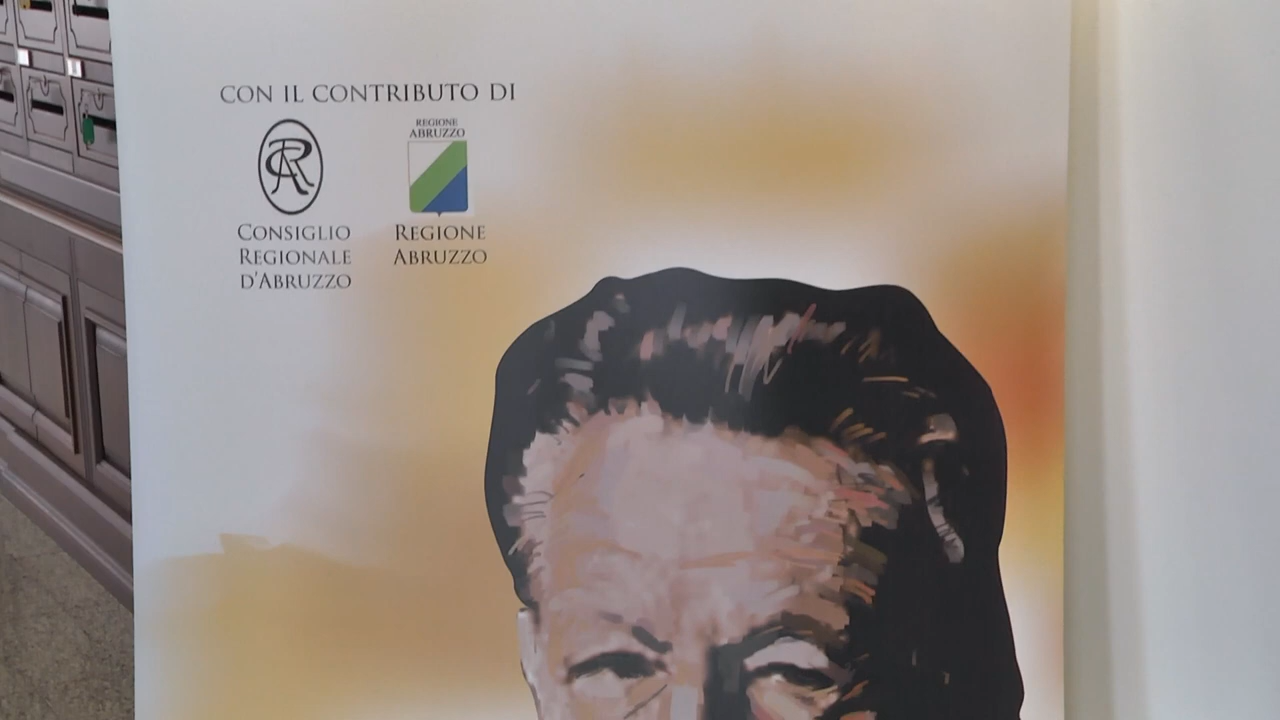 CON IL CONTRIBUTO DI
REGIONE
ABRUZZO
CONSIGLIO
REGIONALE
D'ABRUZZO
REGIONE
ABRUZZO